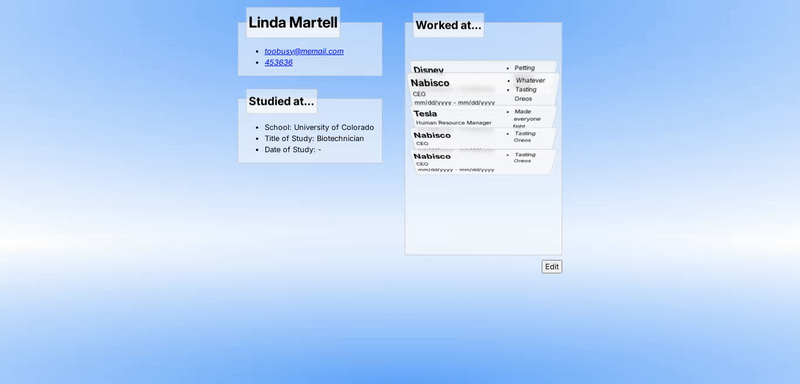 Linda Martell
toobusy@memail.com
453636
Studied at...
School: University of Colorado
Title of Study: Biotechnician
Date of Study: -
Worked at...
Disney
Petting
Nabisco
CEO
mm/dd/yyyy - mm/dd/yyyy
Whatever
Tasting
Oreos
Tesla
Human Resource Manager
Made
everyone
fight
Nabisco
CEO
Tasting
Oreos
Nabisco
CEO
mm/dd/yyyy - mm/dd/yyyy
Tasting
Oreos
Edit